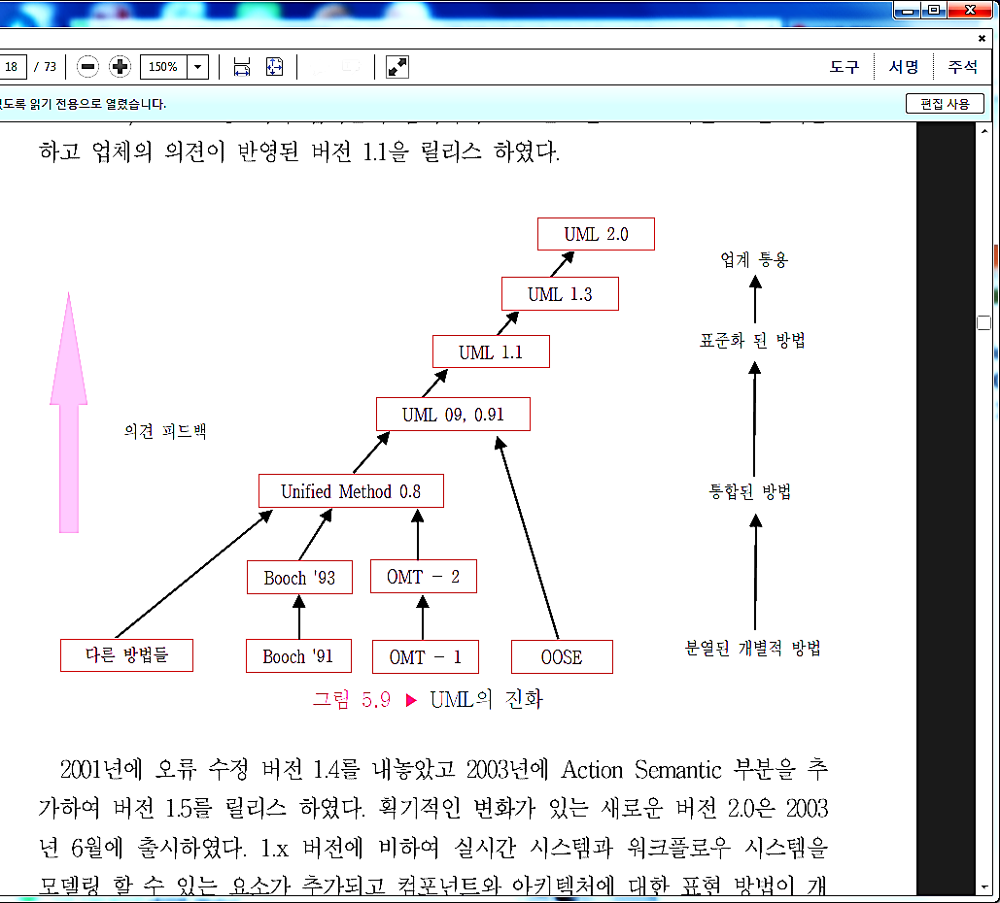 18 / 73 150% 도구 서명 주석
있도록 읽기 전용으로 열렸습니다. 편집 사용
하고 업체의 의견이 반영된 버전 1.1을 릴리스 하였다.
UML 2.0
업계 통용
UML 1.3
표준화 된 방법
UML 1.1
UML 09, 0.91
의견 피드백
Unified Method 0.8
통합된 방법
Booch '93
OMT - 2
다른 방법들
Booch '91
OMT - 1
OOSE
분열된 개별적 방법
그림 5.9 ▶ UML의 진화
2001년에 오류 수정 버전 1.4를 내놓았고 2003년에 Action Semantic 부분을 추
가하여 버전 1.5를 릴리스 하였다. 획기적인 변화가 있는 새로운 버전 2.0은 2003
년 6월에 출시하였다. 1.x 버전에 비하여 실시간 시스템과 워크플로우 시스템을
모델링 할 수 있는 요소가 추가되고 컴포넌트와 아키텍처에 대한 표현 방법이 개